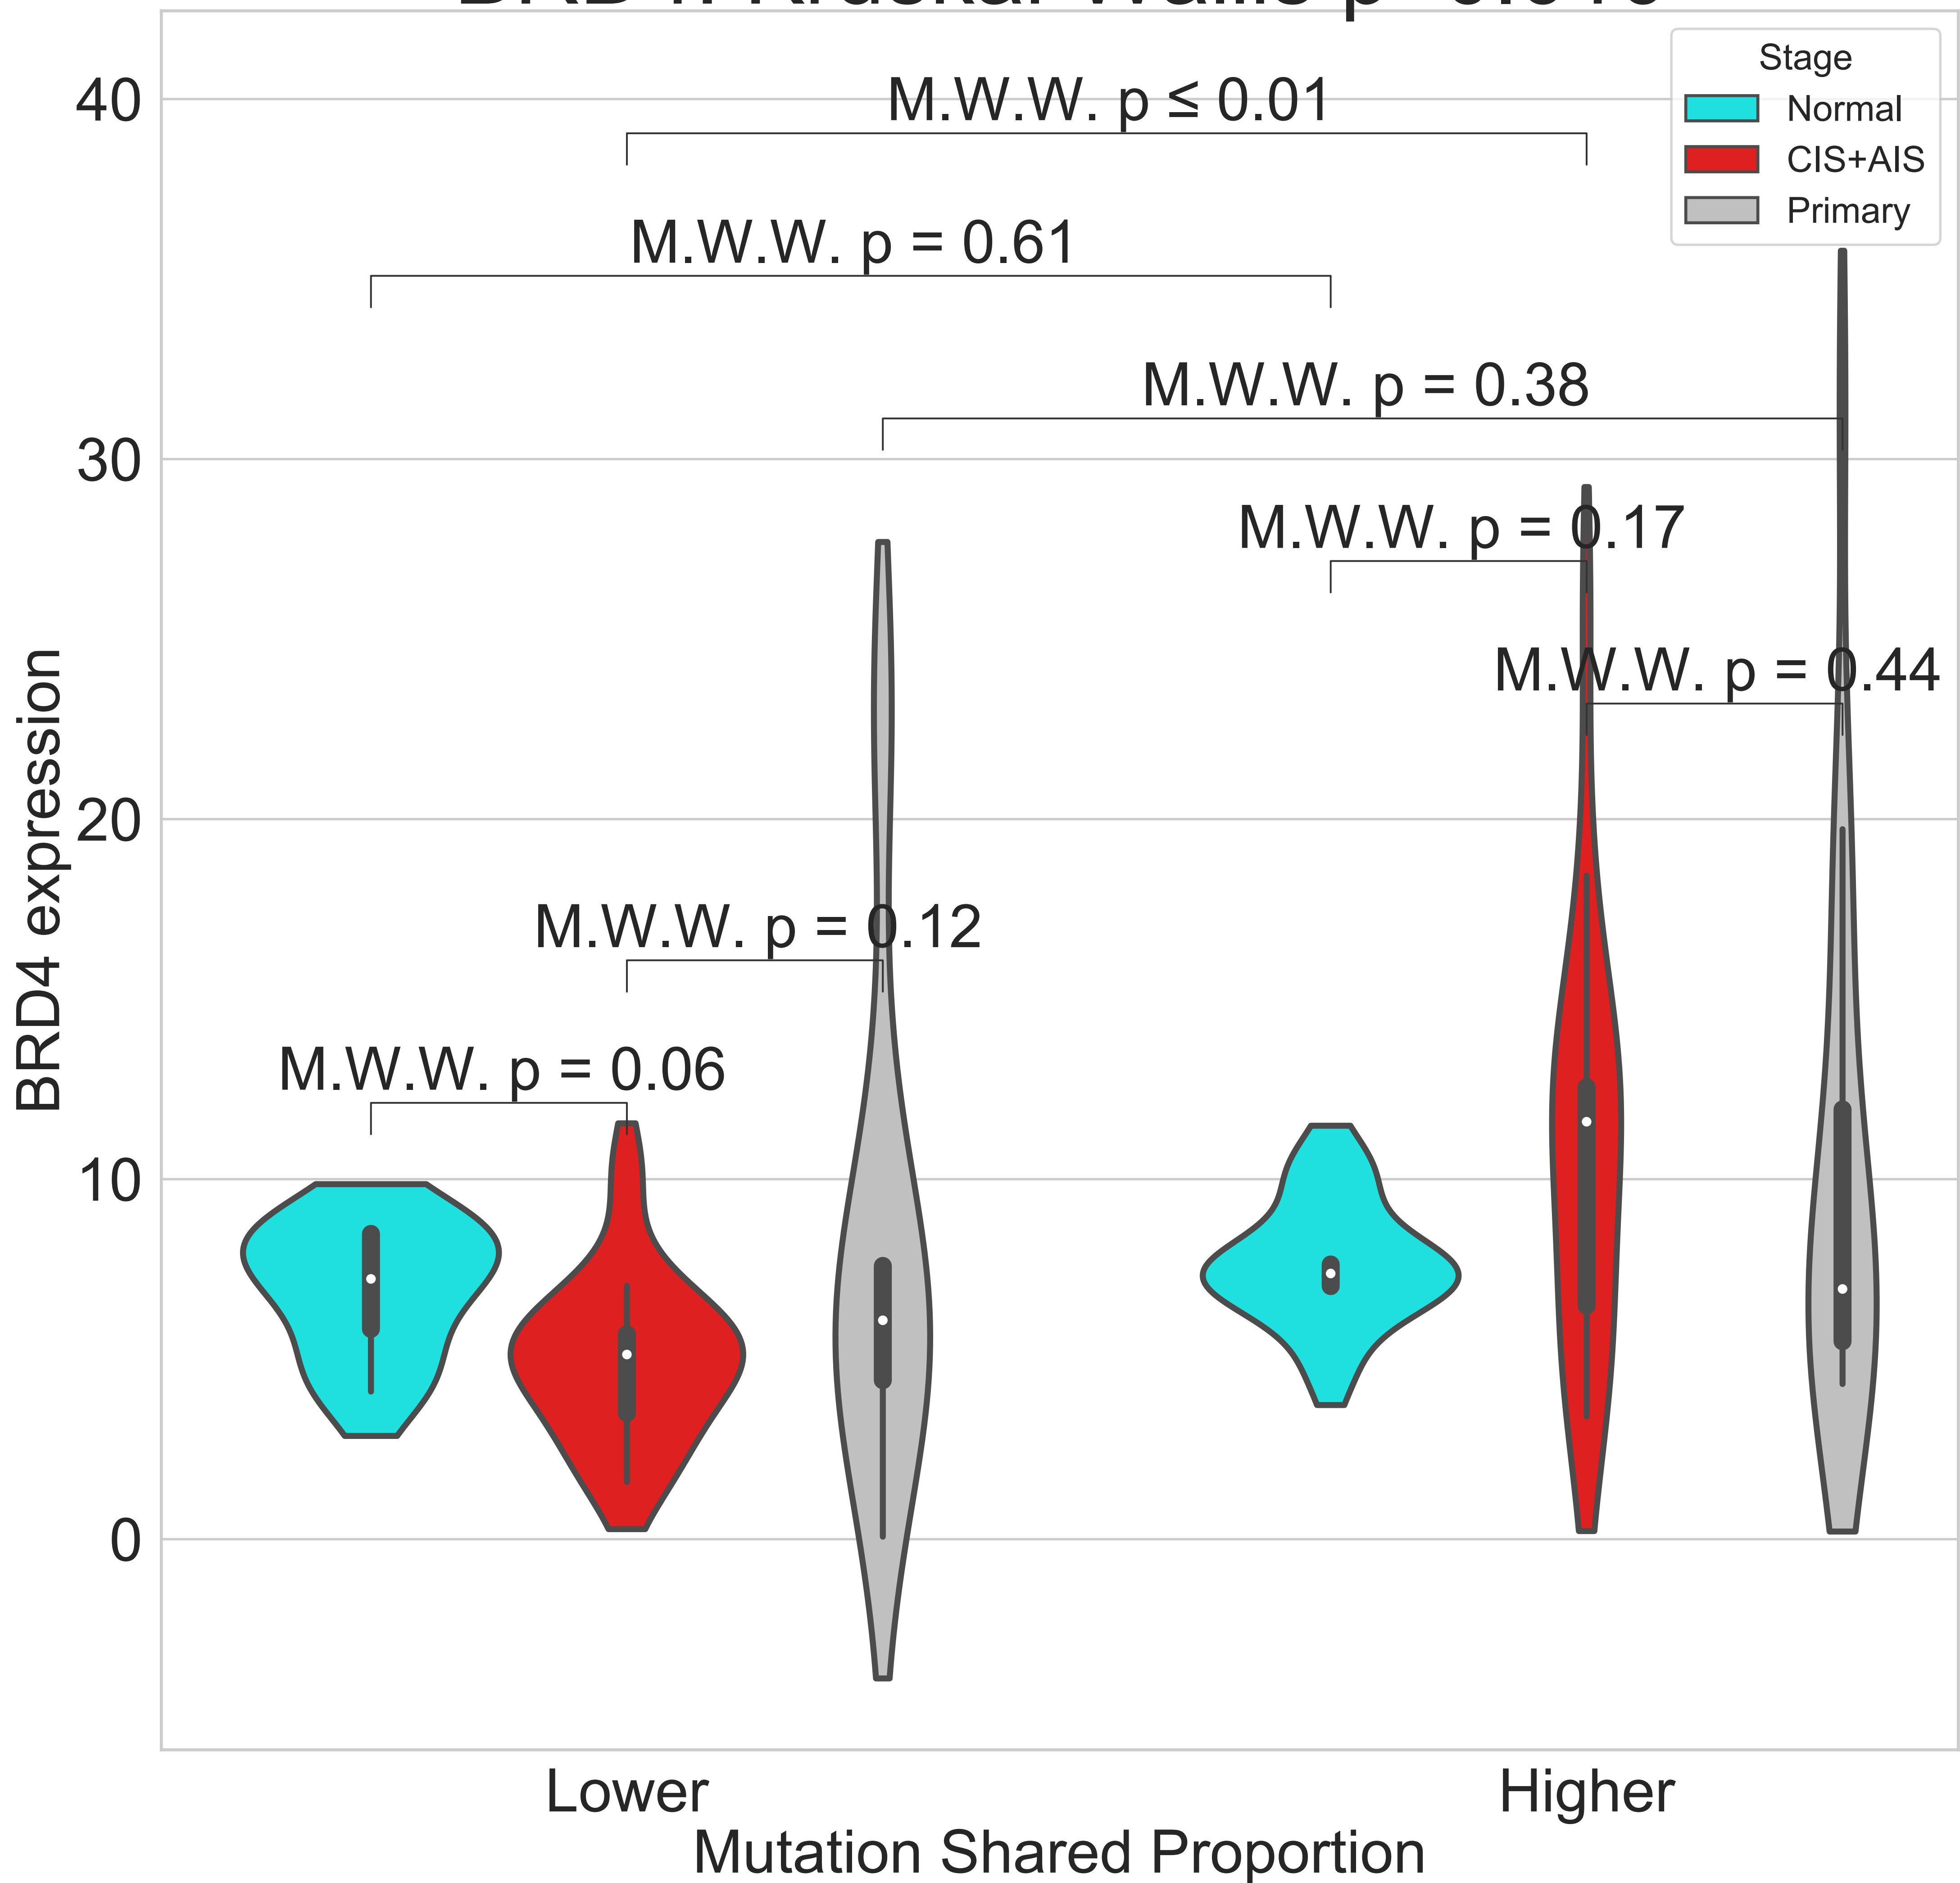 Stage
Normal
CIS+AIS
Primary
M.W.W. p ≤ 0.01
M.W.W. p = 0.61
M.W.W. p = 0.38
M.W.W. p = 0.17
M.W.W. p = 0.44
M.W.W. p = 0.12
M.W.W. p = 0.06
40
30
20
10
0
BRD4 expression
Lower
Higher
Mutation Shared Proportion